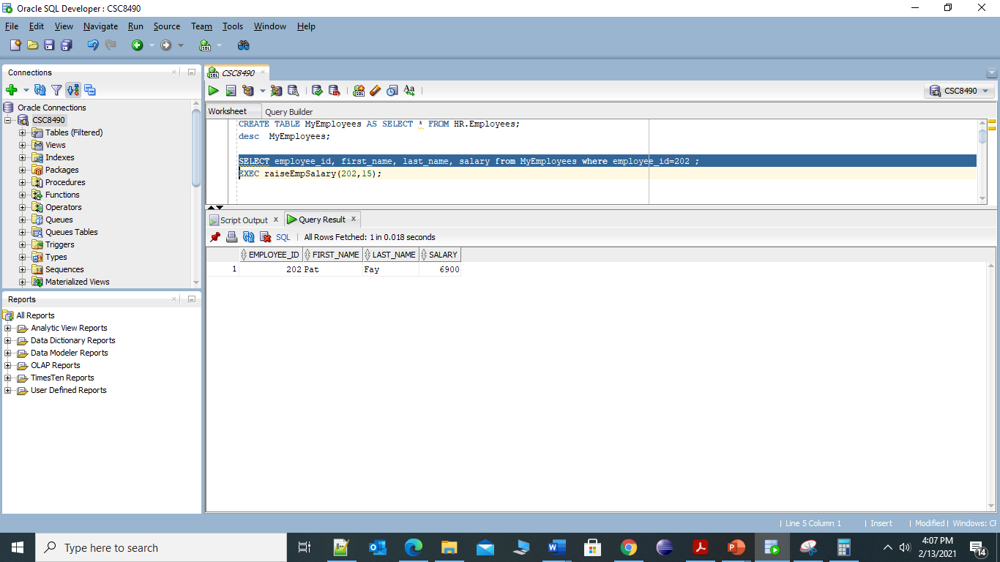 Oracle SQL Developer : CSC8490
File Edit View Navigate Run Source Team Tools Window Help
Connections
Oracle Connections
CSC8490
Tables (Filtered)
Views
Indexes
Packages
Procedures
Functions
Operators
Queues
Queues Tables
Triggers
Types
Sequences
Materialized Views
Reports
All Reports
Analytic View Reports
Data Dictionary Reports
Data Modeler Reports
OLAP Reports
TimesTen Reports
User Defined Reports
CSC8490
CSC8490
Worksheet Query Builder
CREATE TABLE MyEmployees AS SELECT * FROM HR.Employees;
desc MyEmployees;
SELECT employee_id, first_name, last_name, salary from MyEmployees where employee_id=202 ;
EXEC raiseEmpSalary(202,15);
Script Output x Query Result x
SQL | All Rows Fetched: 1 in 0.018 seconds
EMPLOYEE_ID FIRST_NAME LAST_NAME SALARY
1 202 Pat Fay 6900
| Line 5 Column 1 | Insert | Modified | Windows: CF
Type here to search
4:07 PM
2/13/2021
14